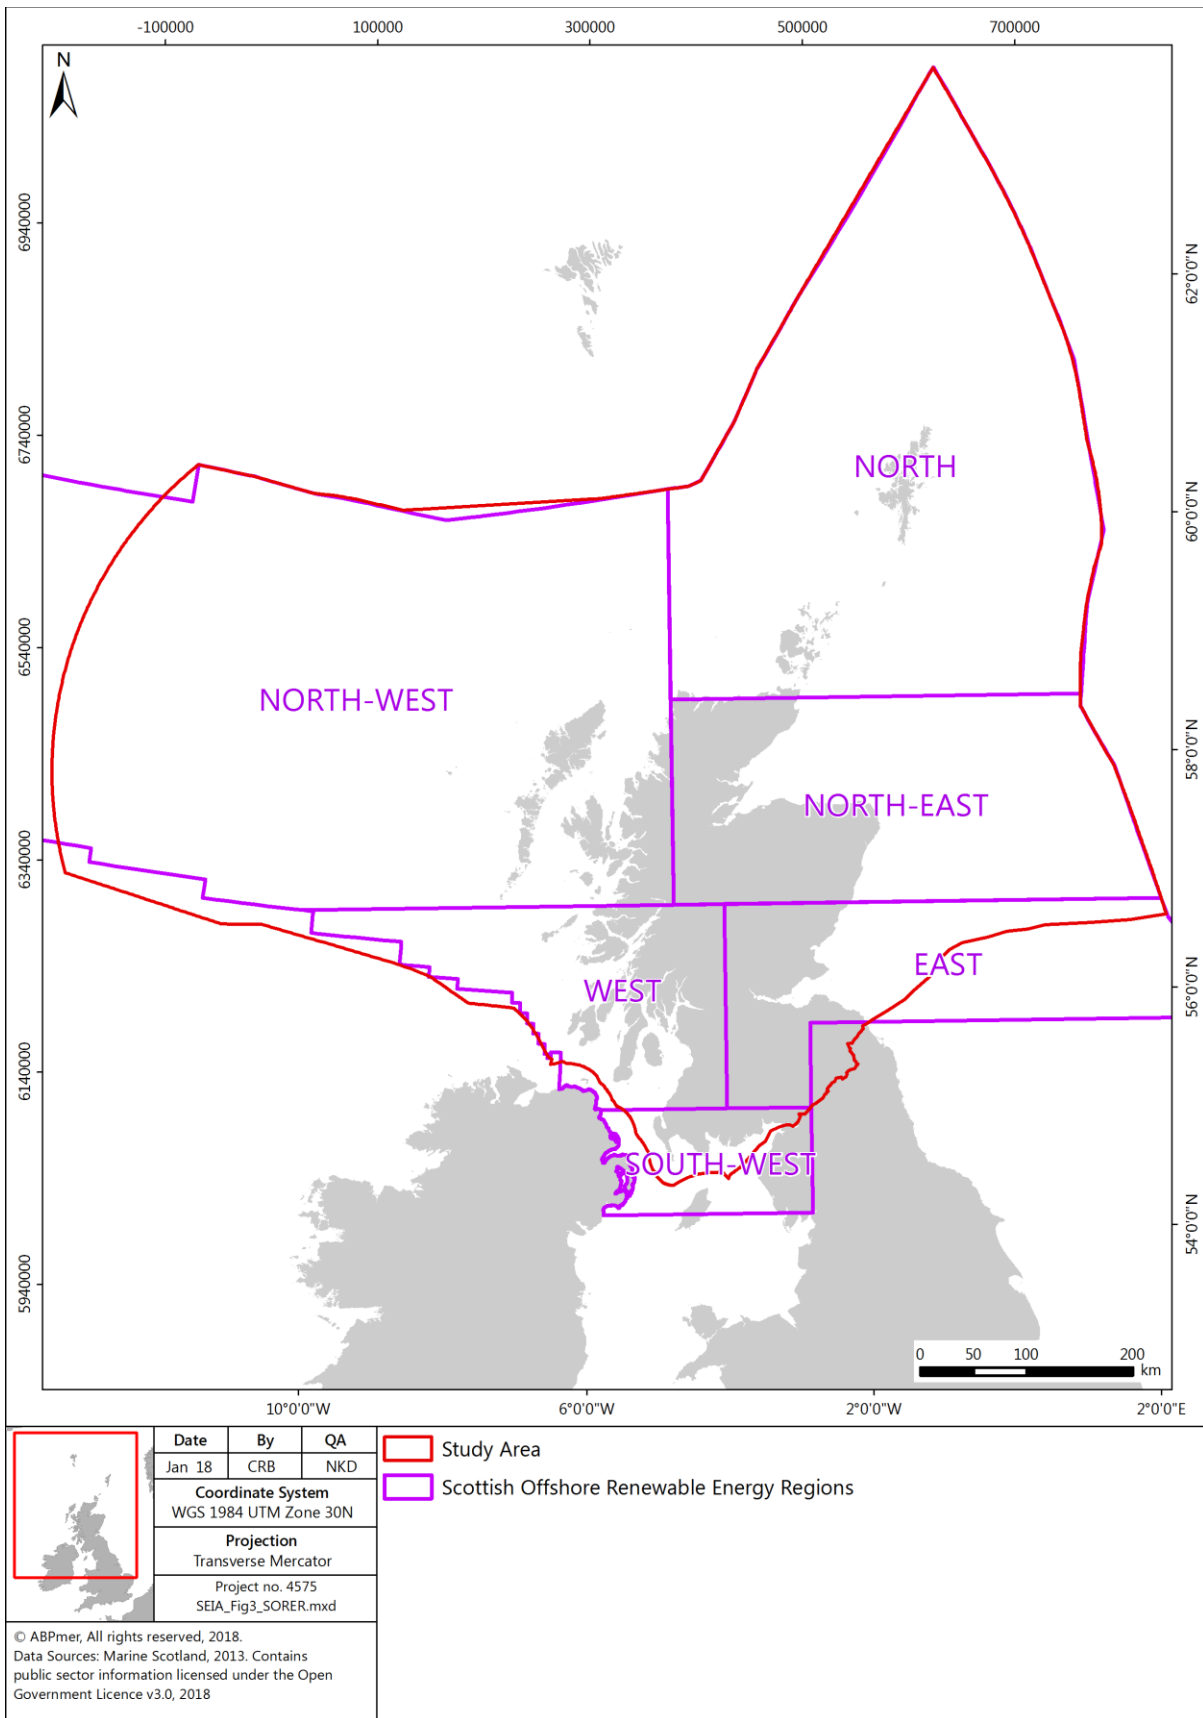 -100000 100000 300000 500000 700000
N
6940000
62°0'0"N
6740000
NORTH
60°0'0"N
6540000
NORTH-WEST
58°0'0"N
NORTH-EAST
6340000
EAST
56°0'0"N
WEST
6140000
SOUTH-WEST
54°0'0"N
5940000
0 50 100 200
km
10°0'0"W 6°0'0"W 2°0'0"W 2°0'0"E
Date By QA
Jan 18 CRB NKD
Coordinate System
WGS 1984 UTM Zone 30N
Projection
Transverse Mercator
Project no. 4575
SEIA_Fig3_SORER.mxd
© ABPmer, All rights reserved, 2018.
Data Sources: Marine Scotland, 2013. Contains
public sector information licensed under the Open
Government Licence v3.0, 2018
Study Area
Scottish Offshore Renewable Energy Regions